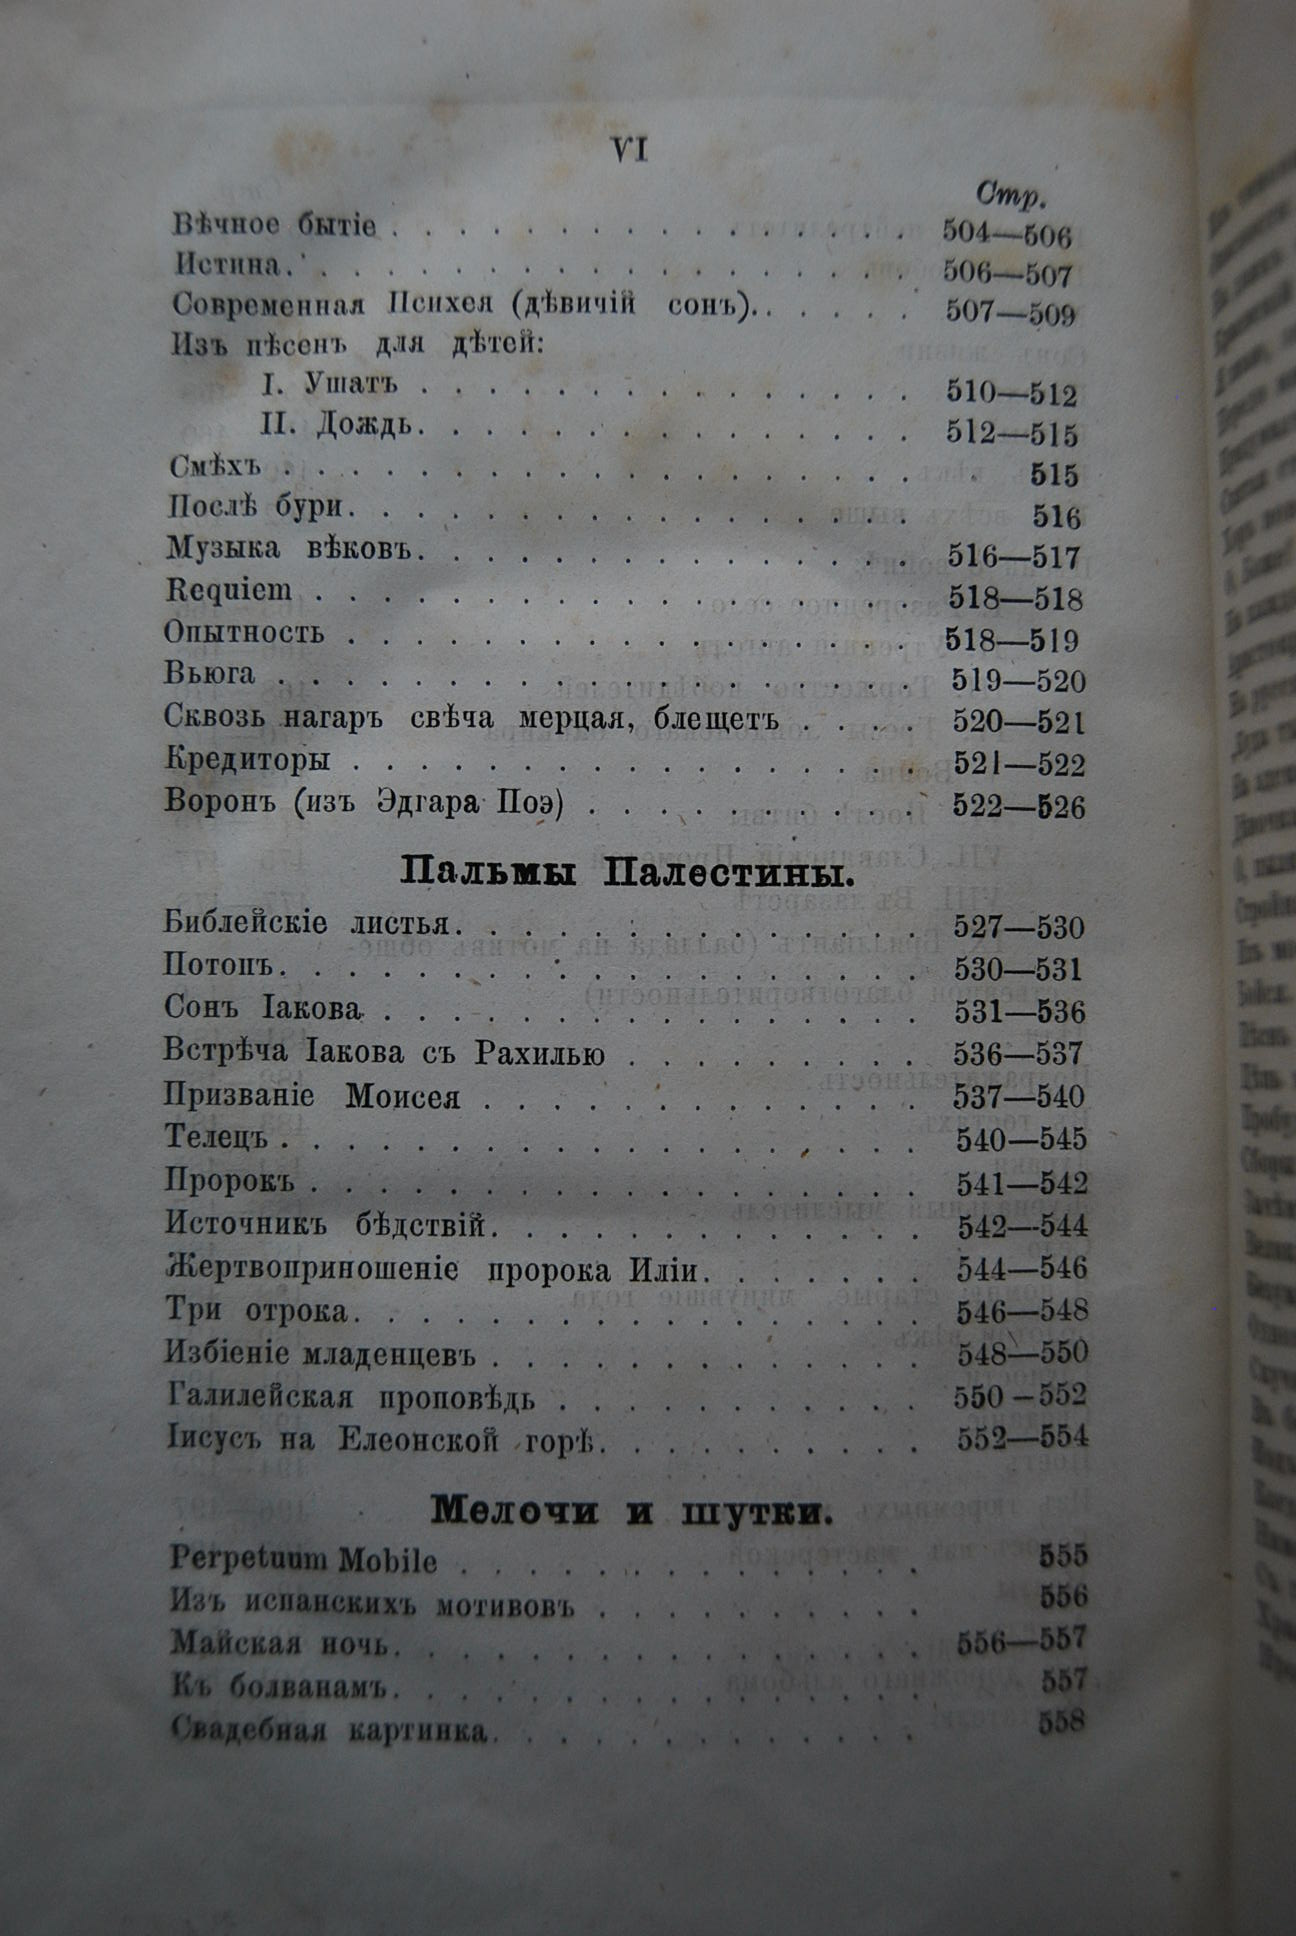 VI
Стр.
Вѣчное бытіе . . . . . . . . . . . . . . . 504—506
Истина. . . . . . . . . . . . . . . . . . 506—507
Современная Психея (дѣвичій сонъ). . . . . . 507—509
Изъ пѣсенъ для дѣтей:
I. Ушатъ . . . . . . . . . . . . . . . 510—512
II. Дождь. . . . . . . . . . . . . . . 512—515
Смѣхъ . . . . . . . . . . . . . . . . . . 515
Послѣ бури. . . . . . . . . . . . . . . . . 516
Музыка вѣковъ. . . . . . . . . . . . . . . 516—517
Requiem . . . . . . . . . . . . . . . . . 518—518
Опытность . . . . . . . . . . . . . . . . . 518—519
Вьюга . . . . . . . . . . . . . . . . . . . 519—520
Сквозь нагаръ свѣча мерцая, блещетъ . . . . 520—521
Кредиторы . . . . . . . . . . . . . . . . . 521—522
Воронъ (изъ Эдгара Поэ) . . . . . . . . . . 522—526
Пальмы Палестины.
Библейскіе листья. . . . . . . . . . . . . . 527—530
Потопъ. . . . . . . . . . . . . . . . . . . 530—531
Сонъ Іакова . . . . . . . . . . . . . . . . 531—536
Встрѣча Іакова съ Рахилью . . . . . . . . . 536—537
Призваніе Моисея . . . . . . . . . . . . . 537—540
Телецъ . . . . . . . . . . . . . . . . . . . 540—545
Пророкъ . . . . . . . . . . . . . . . . . . 541—542
Источникъ бѣдствій. . . . . . . . . . . . . 542—544
Жертвоприношеніе пророка Иліи. . . . . . . 544—546
Три отрока. . . . . . . . . . . . . . . . . 546—548
Избіеніе младенцевъ . . . . . . . . . . . . . 548—550
Галилейская проповѣдь . . . . . . . . . . . 550—552
Іисусъ на Елеонской горѣ. . . . . . . . . . 552—554
Мелочи и шутки.
Perpetuum Mobile . . . . . . . . . . . . . . 555
Изъ испанскихъ мотивовъ . . . . . . . . . . 556
Майская ночь. . . . . . . . . . . . . . . . 556—557
Къ болванамъ. . . . . . . . . . . . . . . . 557
Свадебная картинка. . . . . . . . . . . . . 558